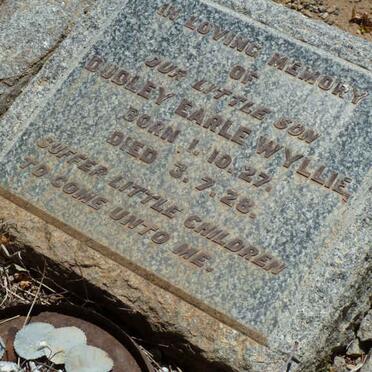 IN LOVING MEMORY
OF
OUR LITTLE SON
DUDLEY EARLE WYLLIE,
BORN. 1. 10. 27.
DIED 3. 7. 28.
SUFFER LITTLE CHILDREN
TO COME UNTO ME.